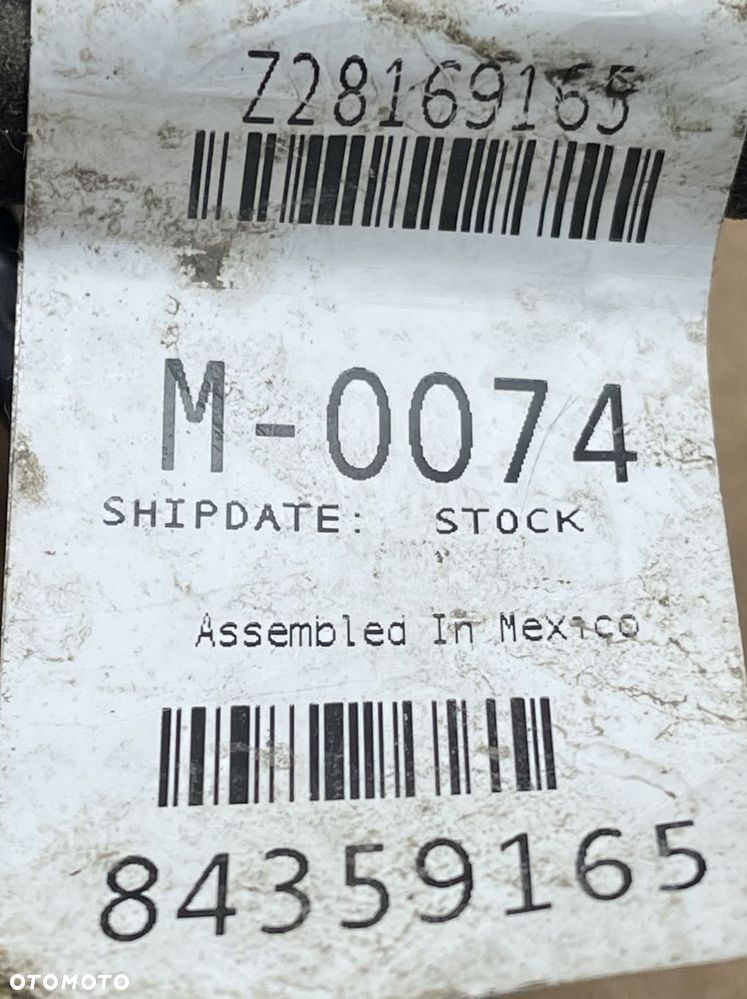 Z28169165
M-0074
SHIPDATE: STOCK
Assembled In Mexico
84359165
OTOMOTO